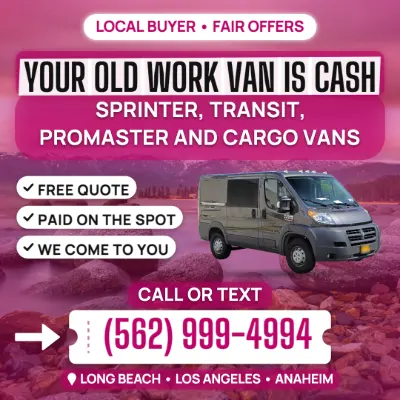 LOCAL BUYER • FAIR OFFERS
YOUR OLD WORK VAN IS CASH
SPRINTER, TRANSIT,
PROMASTER AND CARGO VANS
✓ FREE QUOTE
✓ PAID ON THE SPOT
✓ WE COME TO YOU
CALL OR TEXT
(562) 999-4994
LONG BEACH • LOS ANGELES • ANAHEIM